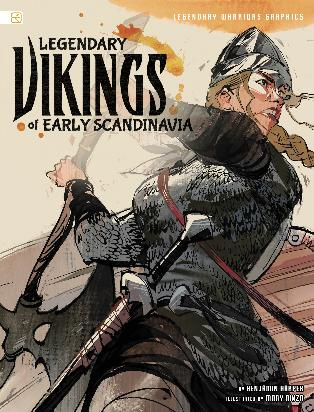 LEGENDARY WARRIORS GRAPHICS
LEGENDARY
VIKINGS
of EARLY SCANDINAVIA
BY BENJAMIN HARPER
ILLUSTRATED BY